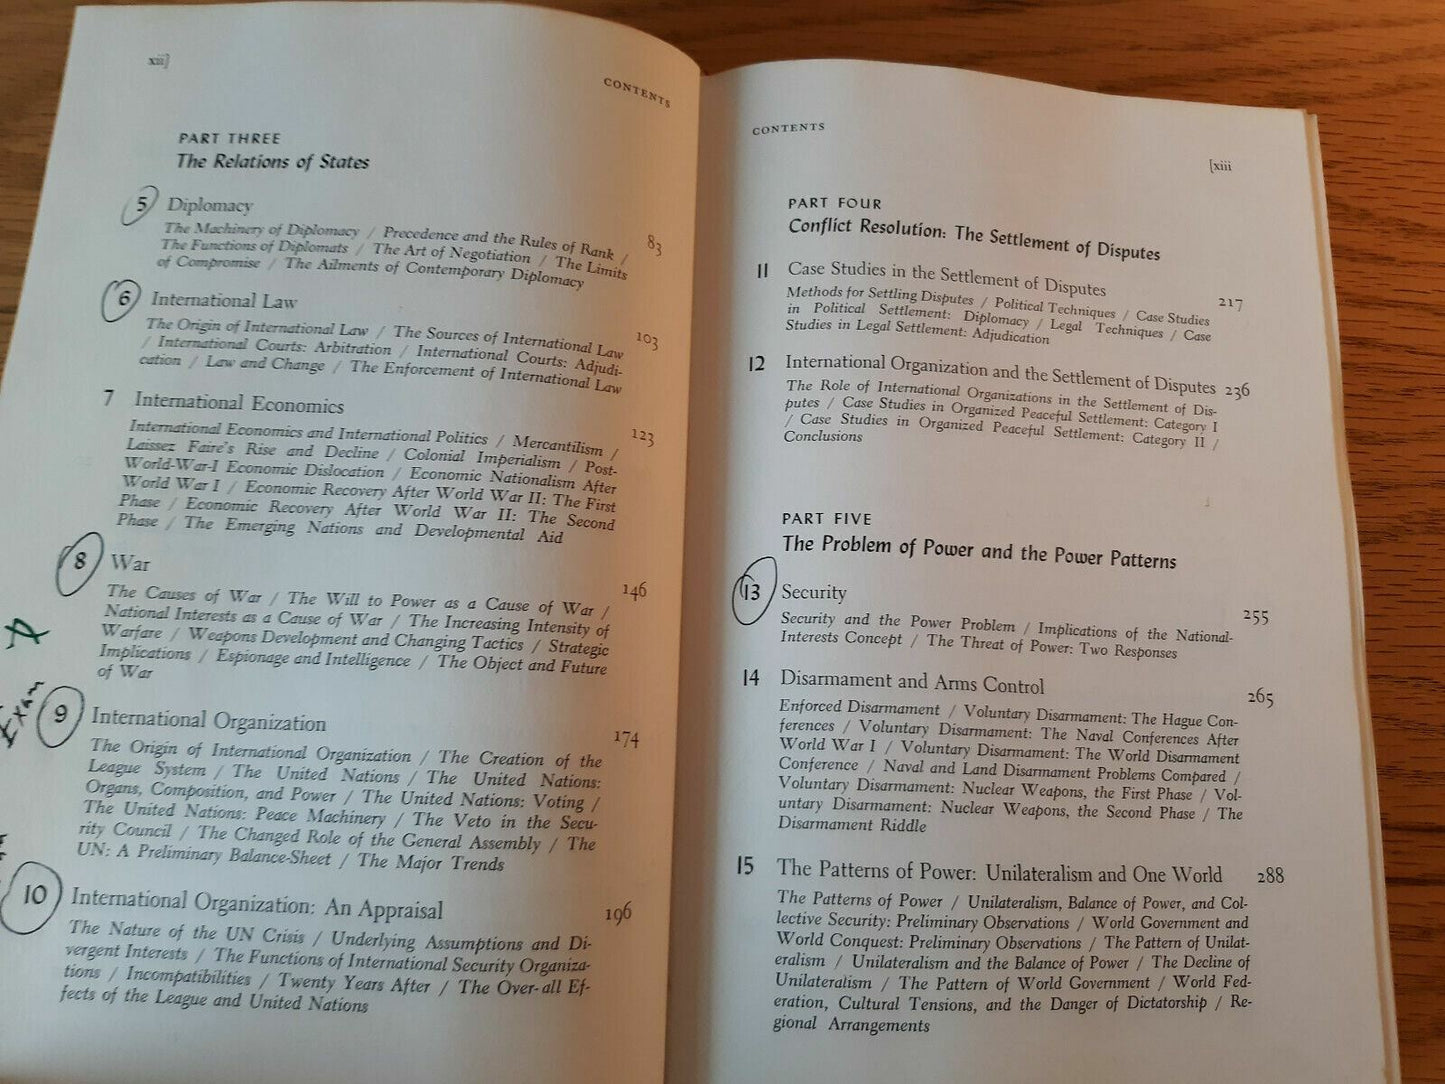 xii]
CONTENTS
PART THREE
The Relations of States
5 Diplomacy 83
The Machinery of Diplomacy / Precedence and the Rules of Rank /
The Functions of Diplomats / The Art of Negotiation / The Limits
of Compromise / The Ailments of Contemporary Diplomacy
6 International Law 103
The Origin of International Law / The Sources of International Law
/ International Courts: Arbitration / International Courts: Adjudi-
cation / Law and Change / The Enforcement of International Law
7 International Economics 123
International Economics and International Politics / Mercantilism /
Laissez Faire's Rise and Decline / Colonial Imperialism / Post-
World-War-I Economic Dislocation / Economic Nationalism After
World War I / Economic Recovery After World War II: The First
Phase / Economic Recovery After World War II: The Second
Phase / The Emerging Nations and Developmental Aid
8 War 146
The Causes of War / The Will to Power as a Cause of War /
National Interests as a Cause of War / The Increasing Intensity of
Warfare / Weapons Development and Changing Tactics / Strategic
Implications / Espionage and Intelligence / The Object and Future
of War
Exam
9 International Organization 174
The Origin of International Organization / The Creation of the
League System / The United Nations / The United Nations:
Organs, Composition, and Power / The United Nations: Voting /
The United Nations: Peace Machinery / The Veto in the Secu-
rity Council / The Changed Role of the General Assembly / The
UN: A Preliminary Balance-Sheet / The Major Trends
10 International Organization: An Appraisal 196
The Nature of the UN Crisis / Underlying Assumptions and Di-
vergent Interests / The Functions of International Security Organiza-
tions / Incompatibilities / Twenty Years After / The Over-all Ef-
fects of the League and United Nations
CONTENTS
[xiii
PART FOUR
Conflict Resolution: The Settlement of Disputes
11 Case Studies in the Settlement of Disputes 217
Methods for Settling Disputes / Political Techniques / Case Studies
in Political Settlement: Diplomacy / Legal Techniques / Case
Studies in Legal Settlement: Adjudication
12 International Organization and the Settlement of Disputes 236
The Role of International Organizations in the Settlement of Dis-
putes / Case Studies in Organized Peaceful Settlement: Category I
/ Case Studies in Organized Peaceful Settlement: Category II /
Conclusions
PART FIVE
The Problem of Power and the Power Patterns
13 Security 255
Security and the Power Problem / Implications of the National-
Interests Concept / The Threat of Power: Two Responses
14 Disarmament and Arms Control 265
Enforced Disarmament / Voluntary Disarmament: The Hague Con-
ferences / Voluntary Disarmament: The Naval Conferences After
World War I / Voluntary Disarmament: The World Disarmament
Conference / Naval and Land Disarmament Problems Compared /
Voluntary Disarmament: Nuclear Weapons, the First Phase / Vol-
untary Disarmament: Nuclear Weapons, the Second Phase / The
Disarmament Riddle
15 The Patterns of Power: Unilateralism and One World 288
The Patterns of Power / Unilateralism, Balance of Power, and Col-
lective Security: Preliminary Observations / World Government and
World Conquest: Preliminary Observations / The Pattern of Unilat-
eralism / Unilateralism and the Balance of Power / The Decline of
Unilateralism / The Pattern of World Government / World Fed-
eration, Cultural Tensions, and the Danger of Dictatorship / Re-
gional Arrangements